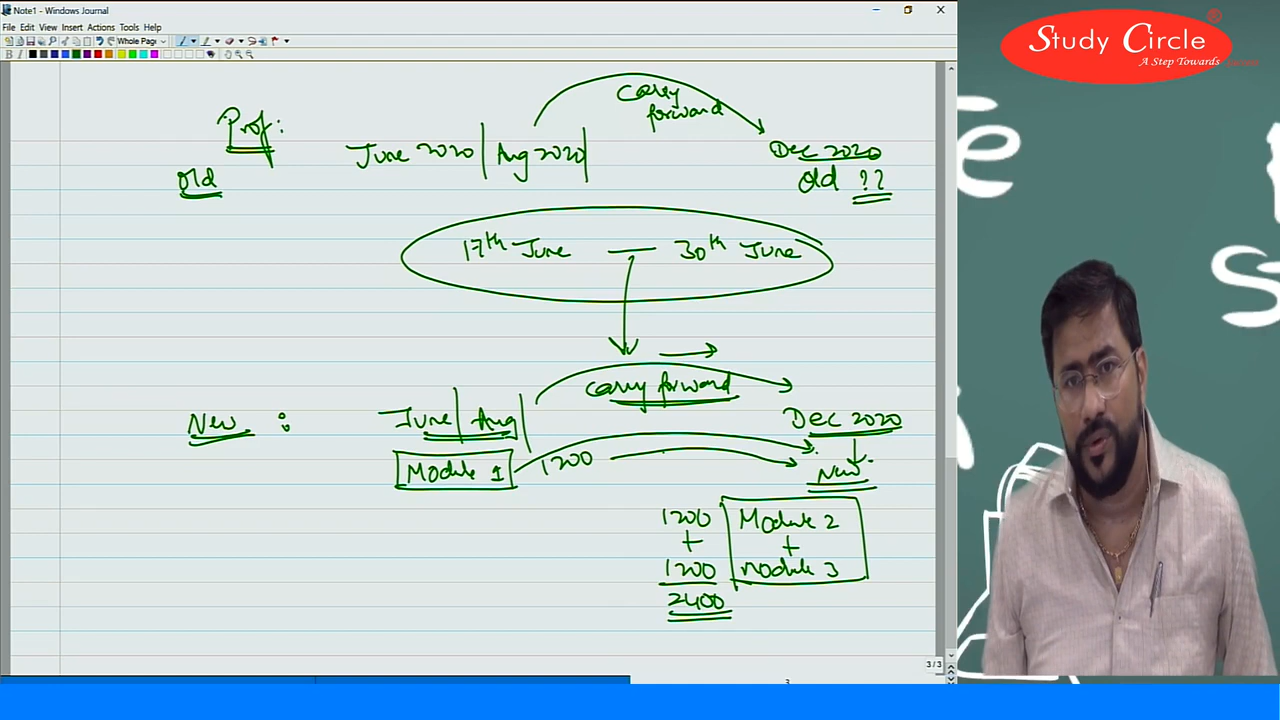 Note1 - Windows Journal
File Edit View Insert Actions Tools Help
Whole Page
B I
Study Circle ®
A Step Towards
Carry
forward
Prof:
June 2020 | Aug 2020 |
Dec 2020
Old
Old ??
17th June — 30th June
Carry forward
New :
June | Aug |
Dec 2020
Module 1
1200
New
1200
Module 2
+
+
1200
Module 3
2400
3/3
3